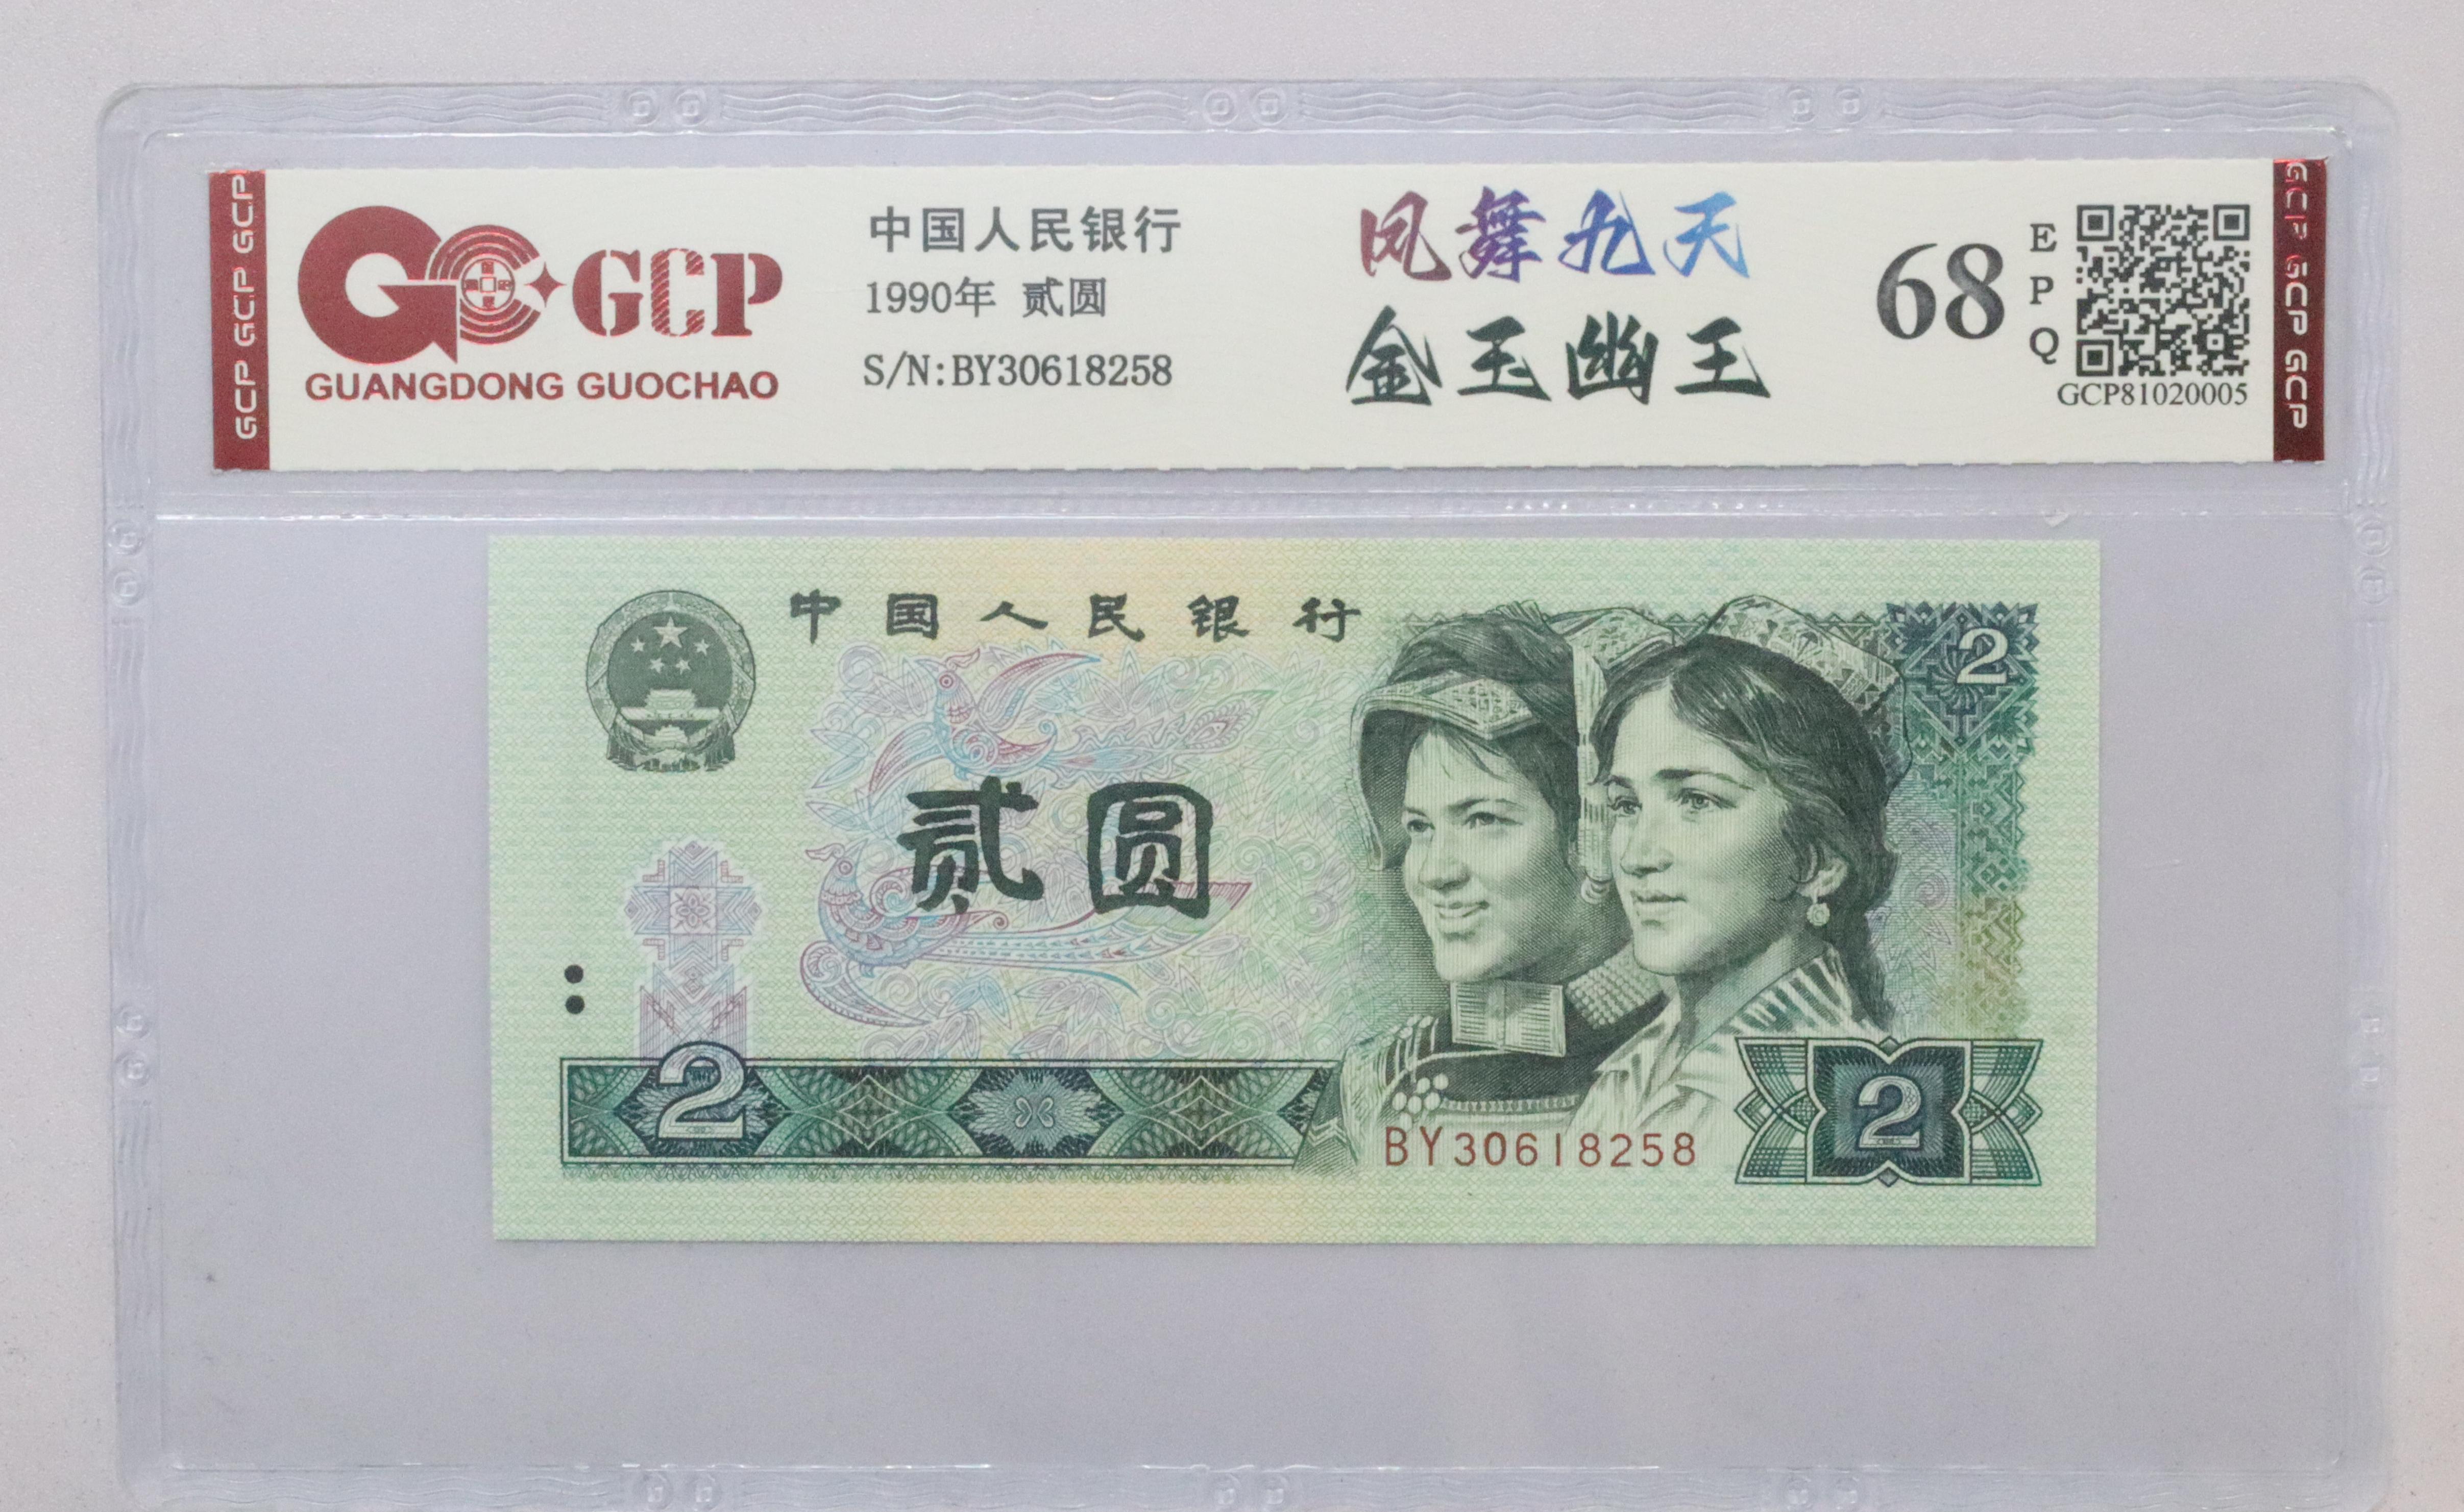 GCP GCP GCP
GCP
GUANGDONG GUOCHAO
中国人民银行
1990年 贰圆
S/N:BY30618258
凤舞九天
金玉幽王
68
EPQ
GCP81020005
GCP GCP GCP
中国人民银行
2
贰圆
2
BY30618258
2